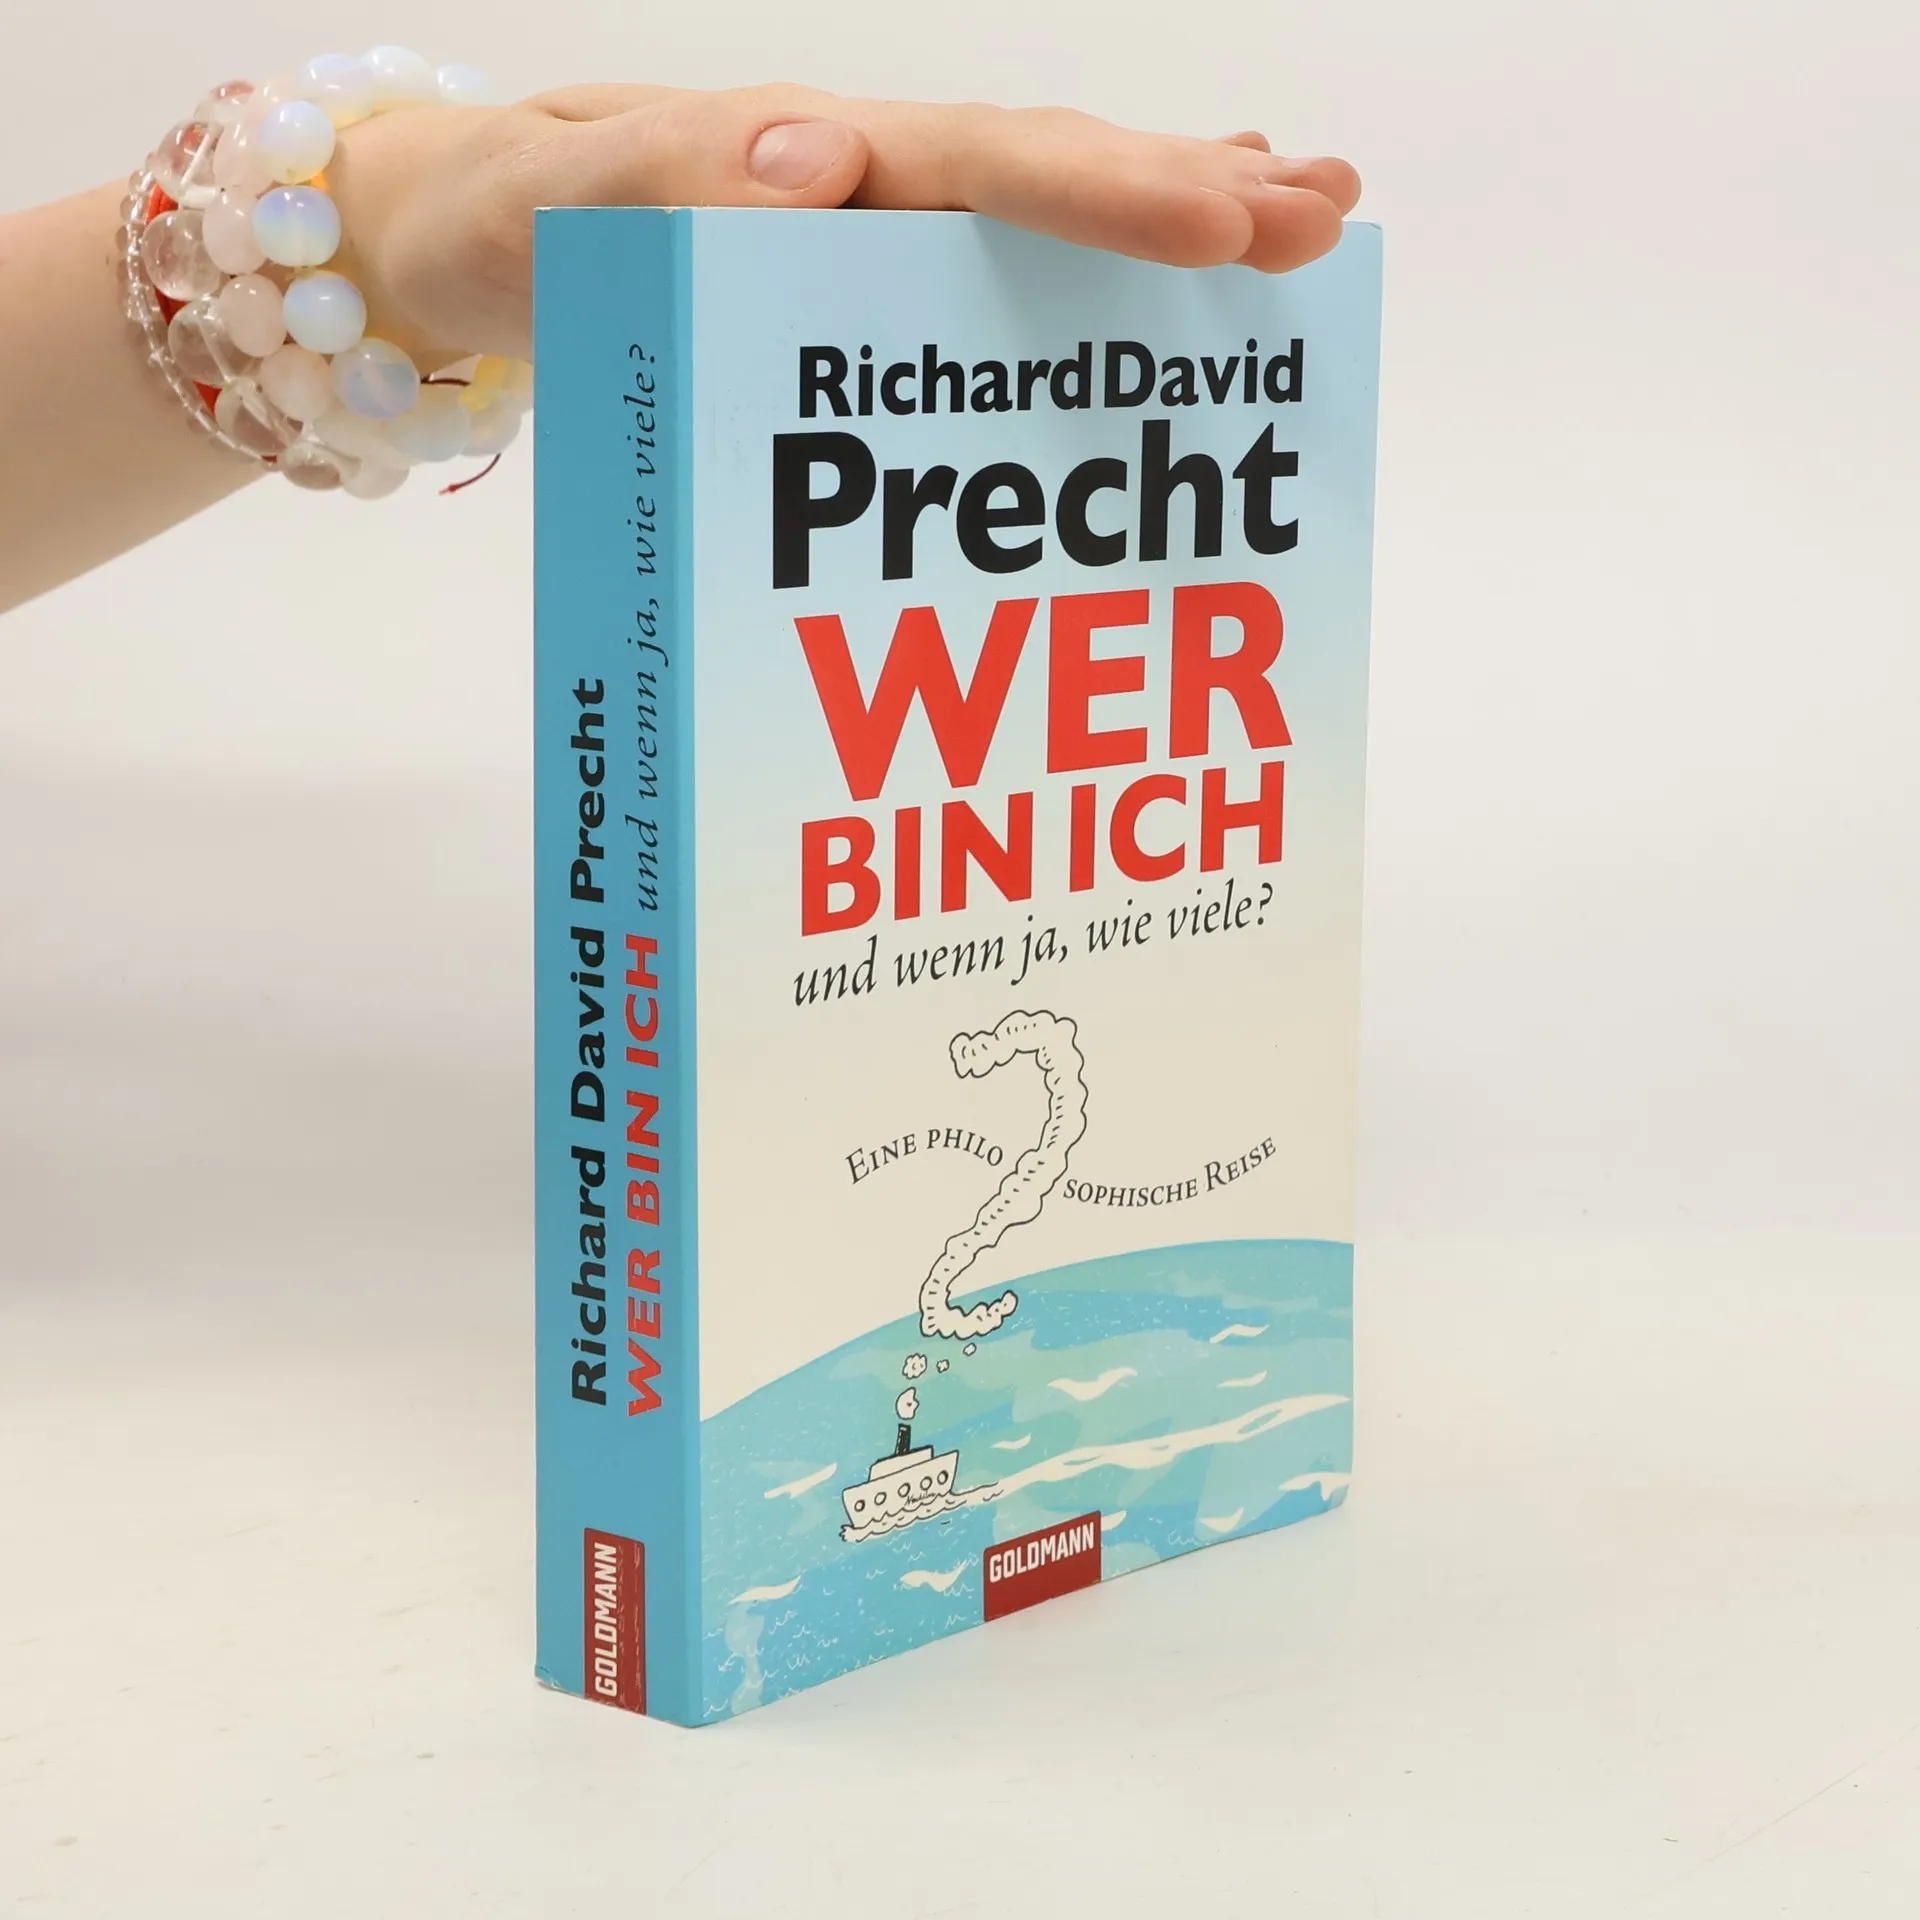 Richard David
Precht
WER
BIN ICH
und wenn ja, wie viele?
EINE PHILO
SOPHISCHE REISE
GOLDMANN
Richard David Precht
WER BIN ICH und wenn ja, wie viele?
GOLDMANN